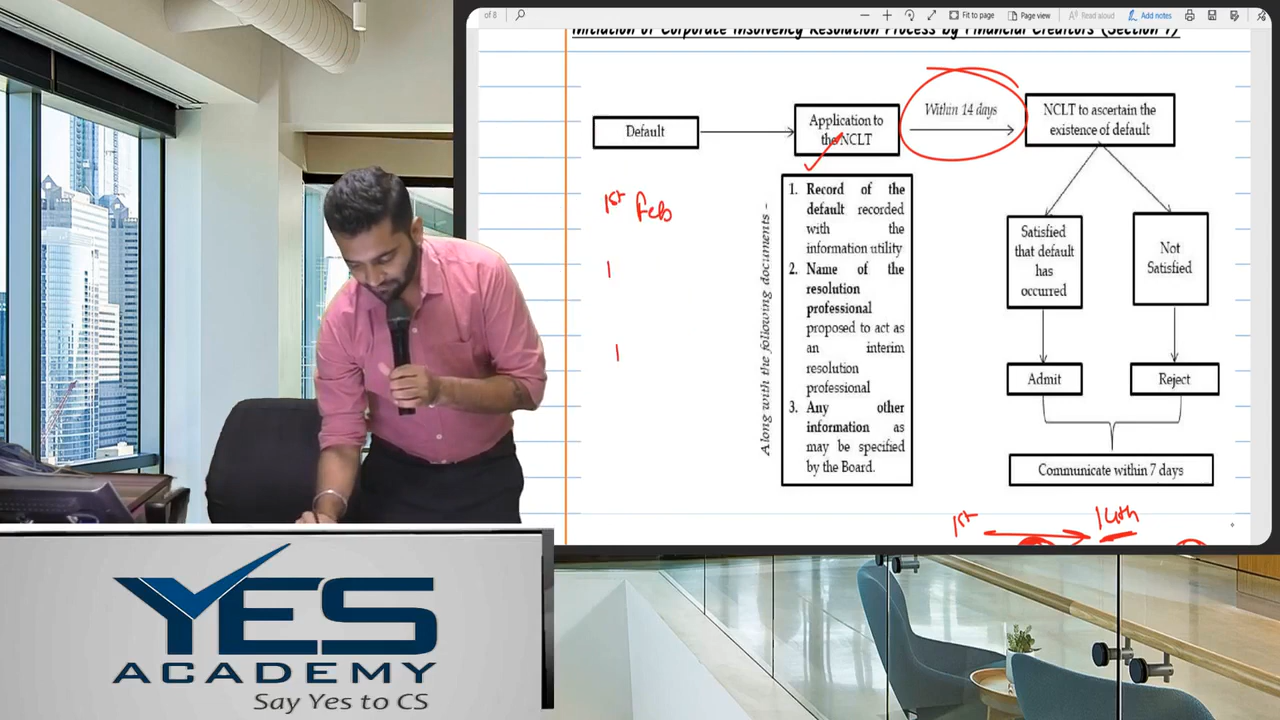 of 8
Fit to page
Page view
Read aloud
Add notes
Initiation of Corporate Insolvency Resolution Process by Financial Creditors (Section 7)
Default
Application to
the NCLT
Within 14 days
NCLT to ascertain the
existence of default
1st Feb
1
1
Along with the following documents -
1. Record of the
default recorded
with the
information utility
2. Name of the
resolution
professional
proposed to act as
an interim
resolution
professional
3. Any other
information as
may be specified
by the Board.
Satisfied
that default
has
occurred
Not
Satisfied
Admit
Reject
Communicate within 7 days
1st
14th
YES
ACADEMY
Say Yes to CS